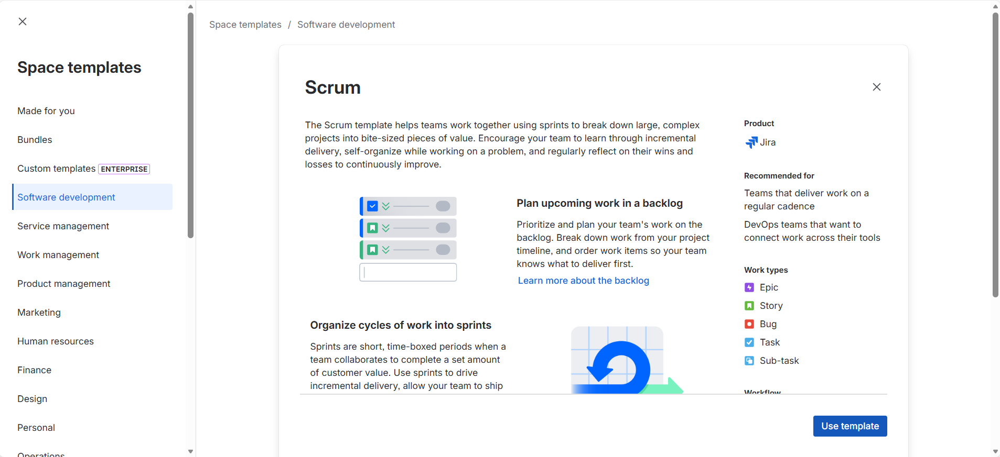 Space templates
Made for you
Bundles
Custom templates ENTERPRISE
Software development
Service management
Work management
Product management
Marketing
Human resources
Finance
Design
Personal
Operations
Space templates / Software development
Scrum
The Scrum template helps teams work together using sprints to break down large, complex
projects into bite-sized pieces of value. Encourage your team to learn through incremental
delivery, self-organize while working on a problem, and regularly reflect on their wins and
losses to continuously improve.
Plan upcoming work in a backlog
Prioritize and plan your team's work on the
backlog. Break down work from your project
timeline, and order work items so your team
knows what to deliver first.
Learn more about the backlog
Organize cycles of work into sprints
Sprints are short, time-boxed periods when a
team collaborates to complete a set amount
of customer value. Use sprints to drive
incremental delivery, allow your team to ship
Product
Jira
Recommended for
Teams that deliver work on a
regular cadence
DevOps teams that want to
connect work across their tools
Work types
Epic
Story
Bug
Task
Sub-task
Workflow
Use template